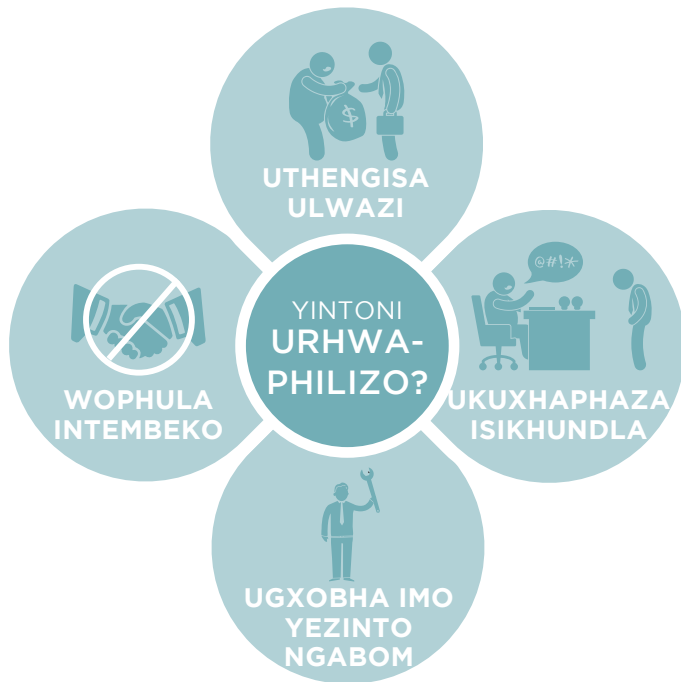 UTHENGISA
ULWAZI
YINTONI
URHWA-
PHILIZO?
WOPHULA
INTEMBEKO
@#!*
UKUXHAPHAZA
ISIKHUNDLA
$
UGXOBHA IMO
YEZINTO
NGABOM